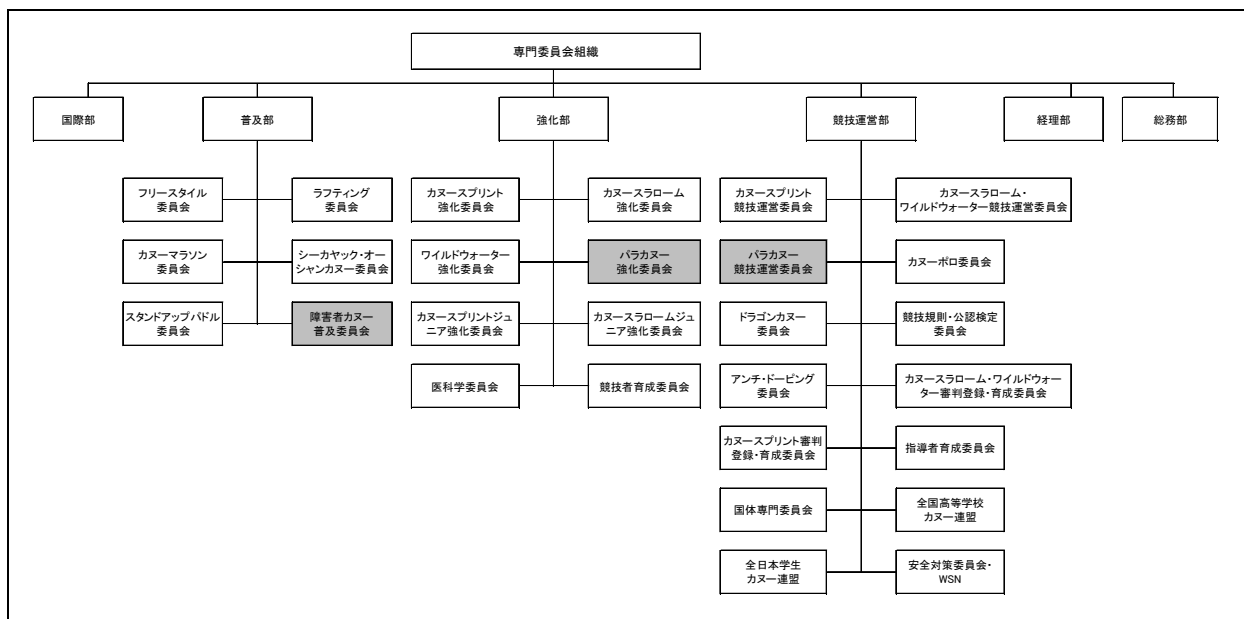 専門委員会組織
国際部
普及部
強化部
競技運営部
経理部
総務部
フリースタイル
委員会
ラフティング
委員会
カヌーマラソン
委員会
シーカヤック・オー
シャンカヌー委員会
スタンドアップパドル
委員会
障害者カヌー
普及委員会
カヌースプリント
強化委員会
カヌースラローム
強化委員会
ワイルドウォーター
強化委員会
パラカヌー
強化委員会
カヌースプリントジュ
ニア強化委員会
カヌースラロームジュ
ニア強化委員会
医科学委員会
競技者育成委員会
カヌースプリント
競技運営委員会
カヌースラローム・
ワイルドウォーター競技運営委員会
パラカヌー
競技運営委員会
カヌーポロ委員会
ドラゴンカヌー
委員会
競技規則・公認検定
委員会
アンチ・ドーピング
委員会
カヌースラローム・ワイルドウォー
ター審判登録・育成委員会
カヌースプリント審判
登録・育成委員会
指導者育成委員会
国体専門委員会
全国高等学校
カヌー連盟
全日本学生
カヌー連盟
安全対策委員会・
WSN